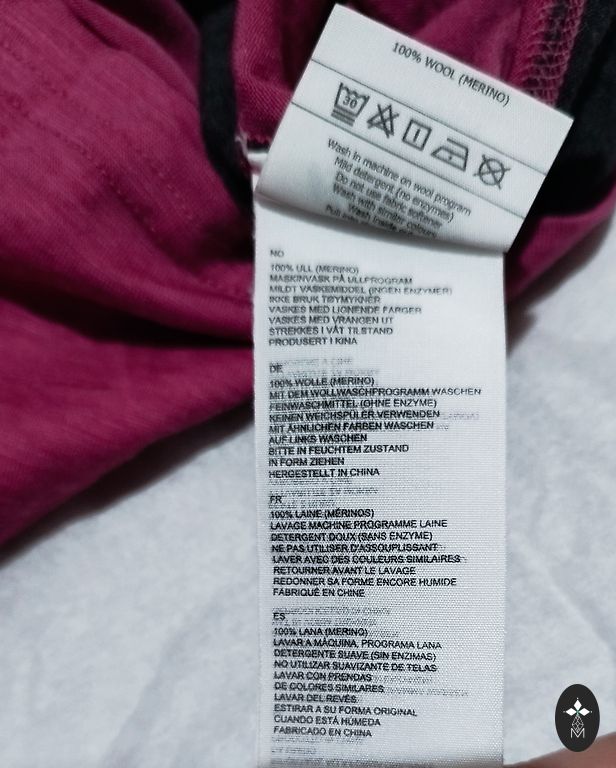 100% WOOL (MERINO)
30
Wash in machine on wool program
Mild detergent (no enzymes)
Do not use fabric softener
Wash with similar colours
Wash inside out
Pull into
NO
100% ULL (MERINO)
MASKINVASK PÅ ULLPROGRAM
MILDT VASKEMIDDEL (INGEN ENZYMER)
IKKE BRUK TØYMYKNER
VASKES MED LIGNENDE FARGER
VASKES MED VRANGEN UT
STREKKES I VÅT TILSTAND
PRODUSERT I KINA
DE
100% WOLLE (MERINO)
MIT DEM WOLLWASCHPROGRAMM WASCHEN
FEINWASCHMITTEL (OHNE ENZYME)
KEINEN WEICHSPÜLER VERWENDEN
MIT ÄHNLICHEN FARBEN WASCHEN
AUF LINKS WASCHEN
BITTE IN FEUCHTEM ZUSTAND
IN FORM ZIEHEN
HERGESTELLT IN CHINA
FR
100% LAINE (MÉRINOS)
LAVAGE MACHINE PROGRAMME LAINE
DETERGENT DOUX (SANS ENZYME)
NE PAS UTILISER D'ASSOUPLISSANT
LAVER AVEC DES COULEURS SIMILAIRES
RETOURNER AVANT LE LAVAGE
REDONNER SA FORME ENCORE HUMIDE
FABRIQUÉ EN CHINE
ES
100% LANA (MERINO)
LAVAR A MÁQUINA, PROGRAMA LANA
DETERGENTE SUAVE (SIN ENZIMAS)
NO UTILIZAR SUAVIZANTE DE TELAS
LAVAR CON PRENDAS
DE COLORES SIMILARES
LAVAR DEL REVÉS
ESTIRAR A SU FORMA ORIGINAL
CUANDO ESTÁ HÚMEDA
FABRICADO EN CHINA
M